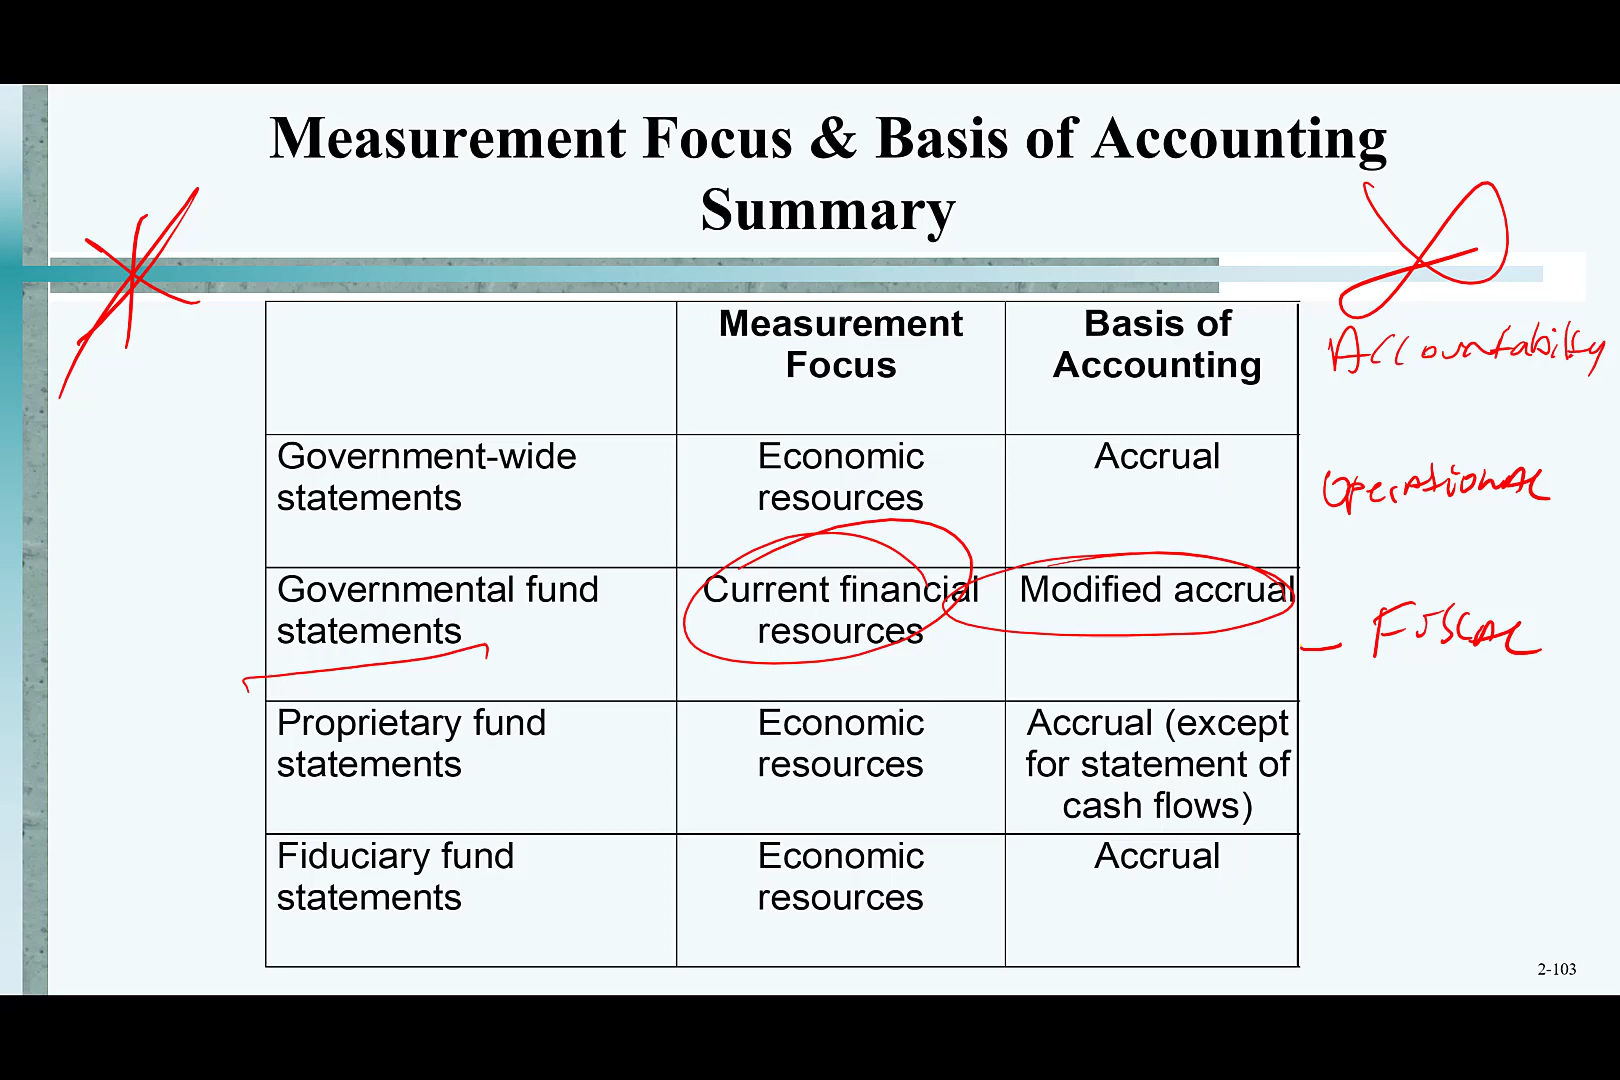 Measurement Focus & Basis of Accounting
Summary
Measurement
Focus
Basis of
Accounting
Accountability
Government-wide
statements
Economic
resources
Accrual
Operational
Governmental fund
statements
Current financial
resources
Modified accrual
- Fiscal
Proprietary fund
statements
Economic
resources
Accrual (except
for statement of
cash flows)
Fiduciary fund
statements
Economic
resources
Accrual
2-103